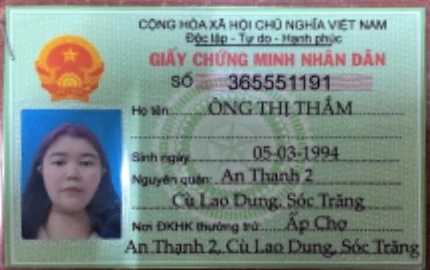 CỘNG HÒA XÃ HỘI CHỦ NGHĨA VIỆT NAM
Độc lập - Tự do - Hạnh phúc
GIẤY CHỨNG MINH NHÂN DÂN
SỐ 365551191
Họ tên ÔNG THỊ THẮM
Sinh ngày 05-03-1994
Nguyên quán: An Thạnh 2
Cù Lao Dung, Sóc Trăng
Nơi ĐKHK thường trú: Ấp Chợ
An Thạnh 2, Cù Lao Dung, Sóc Trăng